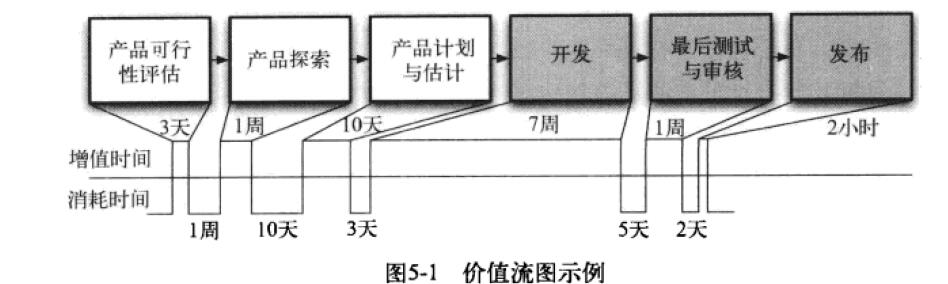 产品可行
性评估
产品探索
产品计划
与估计
开发
最后测试
与审核
发布
3天
1周
10天
7周
1周
2小时
增值时间
消耗时间
1周
10天
3天
5天
2天
图5-1 价值流图示例